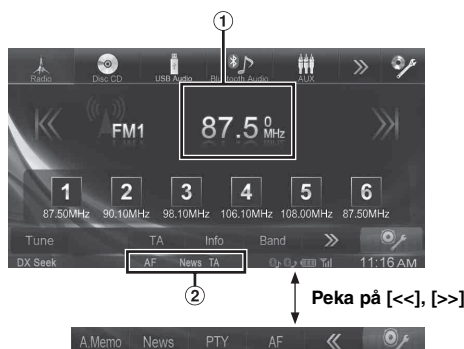 ①
Radio Disc CD USB Audio Bluetooth Audio AUX >>
FM1 87.5 0 MHz
1 2 3 4 5 6
87.50MHz 90.10MHz 98.10MHz 106.10MHz 108.00MHz 87.50MHz
Tune TA Info Band >>
DX Seek AF News TA 11:16 AM
②
Peka på [<<], [>>]
A.Memo News PTY AF <<